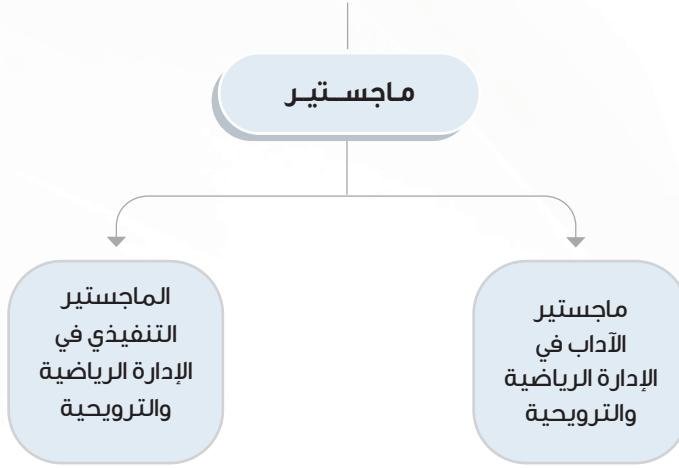 ماجستير
ماجستير
الآداب في
الإدارة الرياضية
والترويحية
الماجستير
التنفيذي في
الإدارة الرياضية
والترويحية